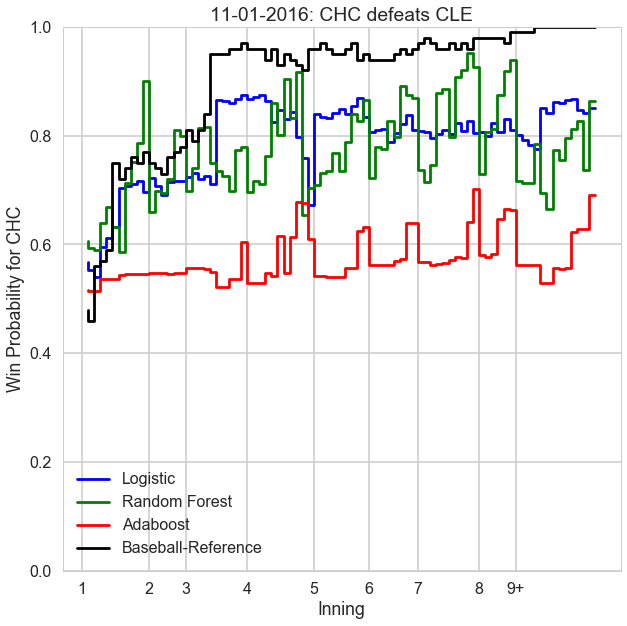 11-01-2016: CHC defeats CLE
1.0
0.8
0.6
0.4
0.2
0.0
Win Probability for CHC
Logistic
Random Forest
Adaboost
Baseball-Reference
1 2 3 4 5 6 7 8 9+
Inning